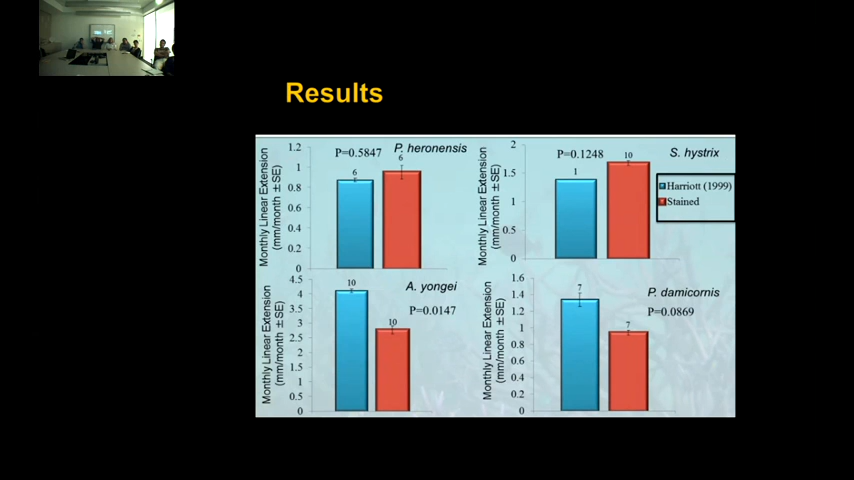 Results
P=0.5847
P. heronensis
Monthly Linear Extension
(mm/month ±SE)
1.2
1
0.8
0.6
0.4
0.2
0
6
6
P=0.1248
S. hystrix
Monthly Linear Extension
(mm/month ±SE)
2
1.5
1
0.5
0
1
10
Harriott (1999)
Stained
A. yongei
P=0.0147
Monthly Linear Extension
(mm/month ±SE)
4.5
4
3.5
3
2.5
2
1.5
1
0.5
0
10
10
P. damicornis
P=0.0869
Monthly Linear Extension
(mm/month ±SE)
1.6
1.4
1.2
1
0.8
0.6
0.4
0.2
0
7
7